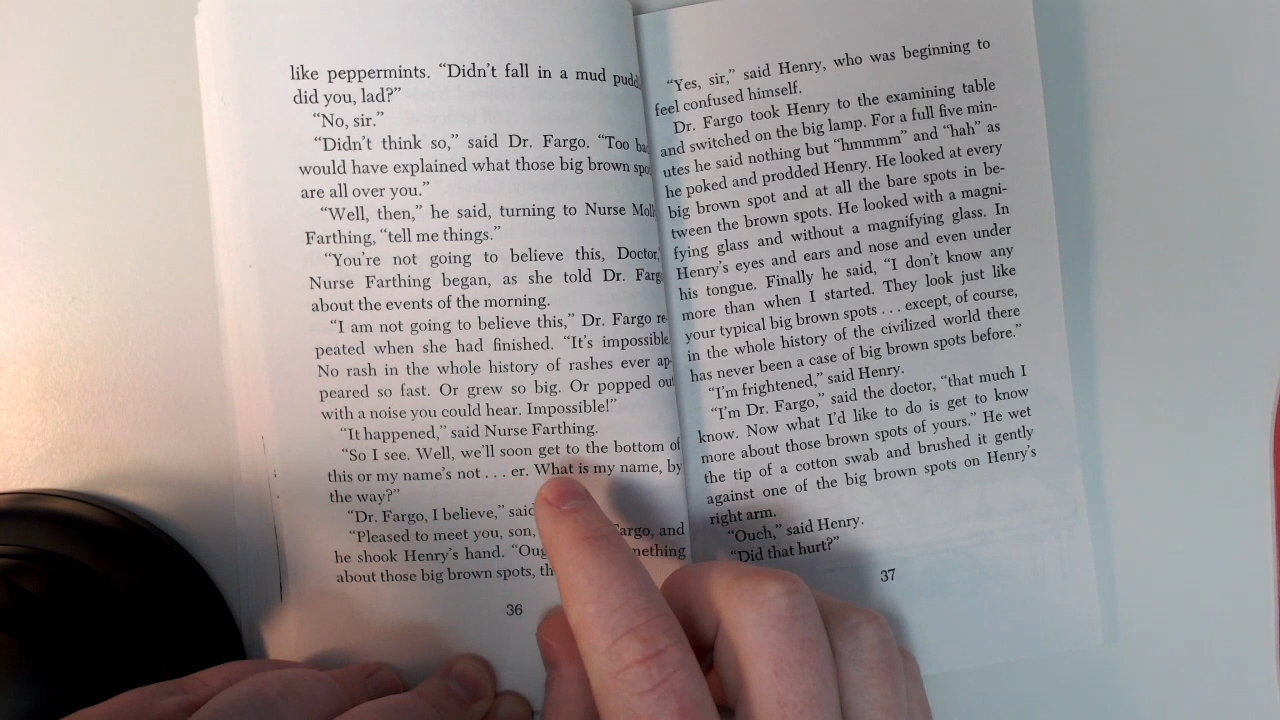 like peppermints. “Didn’t fall in a mud
did you, lad?”
“No, sir.”
“Didn’t think so,” said Dr. Fargo. “Too
would have explained what those big brown
are all over you.”
“Well, then,” he said, turning to Nurse
Farthing, “tell me things.”
“You’re not going to believe this, Doctor,
Nurse Farthing began, as she told Dr.
about the events of the morning.
“I am not going to believe this,” Dr. Fargo re-
peated when she had finished. “It’s impossible
No rash in the whole history of rashes ever ap-
peared so fast. Or grew so big. Or popped out
with a noise you could hear. Impossible!”
“It happened,” said Nurse Farthing.
“So I see. Well, we’ll soon get to the bottom of
this or my name’s not . . . er. What is my name, by
the way?”
“Dr. Fargo, I believe,” said
“Pleased to meet you, son, Fargo, and
he shook Henry’s hand.
about those big brown spots,
36
“Yes, sir,” said Henry, who was beginning to
feel confused himself.
Dr. Fargo took Henry to the examining table
and switched on the big lamp. For a full five min-
utes he said nothing but “hmmmm” and “hah” as
he poked and prodded Henry. He looked at every
big brown spot and at all the bare spots in be-
tween the brown spots. He looked with a magni-
fying glass and without a magnifying glass. In
Henry’s eyes and ears and nose and even under
his tongue. Finally he said, “I don’t know any
more than when I started. They look just like
your typical big brown spots . . . except, of course,
in the whole history of the civilized world there
has never been a case of big brown spots before.”
“I’m frightened,” said Henry.
“I’m Dr. Fargo,” said the doctor, “that much I
know. Now what I’d like to do is get to know
more about those brown spots of yours.” He wet
the tip of a cotton swab and brushed it gently
against one of the big brown spots on Henry’s
right arm.
“Ouch,” said Henry.
“Did that hurt?”
37